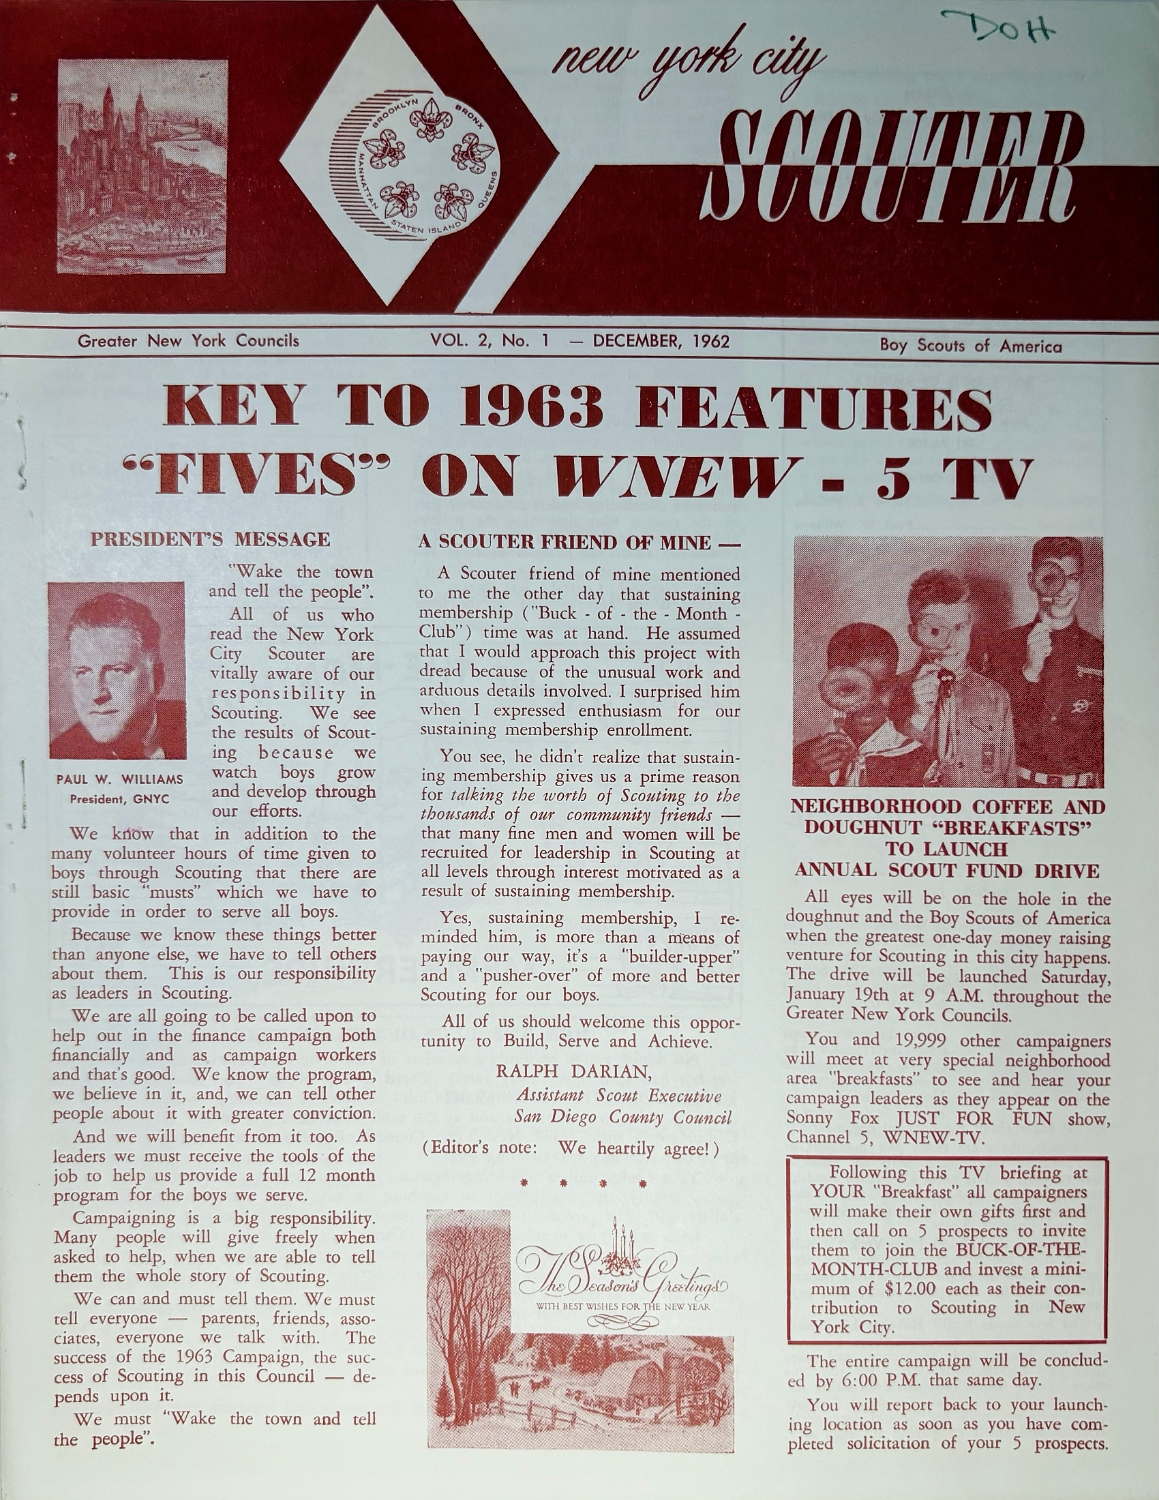 DOH
new york city
SCOUTER
BROOKLYN
BRONX
MANHATTAN
QUEENS
STATEN ISLAND
Greater New York Councils
VOL. 2, No. 1 — DECEMBER, 1962
Boy Scouts of America
KEY TO 1963 FEATURES
“FIVES” ON WNEW - 5 TV
PRESIDENT'S MESSAGE
"Wake the town
and tell the people".
All of us who
read the New York
City Scouter are
vitally aware of our
responsibility in
Scouting. We see
the results of Scout-
ing because we
watch boys grow
and develop through
our efforts.
PAUL W. WILLIAMS
President, GNYC
We know that in addition to the
many volunteer hours of time given to
boys through Scouting that there are
still basic "musts" which we have to
provide in order to serve all boys.
Because we know these things better
than anyone else, we have to tell others
about them. This is our responsibility
as leaders in Scouting.
We are all going to be called upon to
help out in the finance campaign both
financially and as campaign workers
and that's good. We know the program,
we believe in it, and, we can tell other
people about it with greater conviction.
And we will benefit from it too. As
leaders we must receive the tools of the
job to help us provide a full 12 month
program for the boys we serve.
Campaigning is a big responsibility.
Many people will give freely when
asked to help, when we are able to tell
them the whole story of Scouting.
We can and must tell them. We must
tell everyone — parents, friends, asso-
ciates, everyone we talk with. The
success of the 1963 Campaign, the suc-
cess of Scouting in this Council — de-
pends upon it.
We must "Wake the town and tell
the people".
A SCOUTER FRIEND OF MINE —
A Scouter friend of mine mentioned
to me the other day that sustaining
membership ("Buck - of - the - Month -
Club") time was at hand. He assumed
that I would approach this project with
dread because of the unusual work and
arduous details involved. I surprised him
when I expressed enthusiasm for our
sustaining membership enrollment.
You see, he didn't realize that sustain-
ing membership gives us a prime reason
for talking the worth of Scouting to the
thousands of our community friends —
that many fine men and women will be
recruited for leadership in Scouting at
all levels through interest motivated as a
result of sustaining membership.
Yes, sustaining membership, I re-
minded him, is more than a means of
paying our way, it's a "builder-upper"
and a "pusher-over" of more and better
Scouting for our boys.
All of us should welcome this oppor-
tunity to Build, Serve and Achieve.
RALPH DARIAN,
Assistant Scout Executive
San Diego County Council
(Editor's note: We heartily agree!)
* * * *
The Season's Greetings
WITH BEST WISHES FOR THE NEW YEAR
NEIGHBORHOOD COFFEE AND
DOUGHNUT “BREAKFASTS”
TO LAUNCH
ANNUAL SCOUT FUND DRIVE
All eyes will be on the hole in the
doughnut and the Boy Scouts of America
when the greatest one-day money raising
venture for Scouting in this city happens.
The drive will be launched Saturday,
January 19th at 9 A.M. throughout the
Greater New York Councils.
You and 19,999 other campaigners
will meet at very special neighborhood
area "breakfasts" to see and hear your
campaign leaders as they appear on the
Sonny Fox JUST FOR FUN show,
Channel 5, WNEW-TV.
Following this TV briefing at
YOUR "Breakfast" all campaigners
will make their own gifts first and
then call on 5 prospects to invite
them to join the BUCK-OF-THE-
MONTH-CLUB and invest a mini-
mum of $12.00 each as their con-
tribution to Scouting in New
York City.
The entire campaign will be conclud-
ed by 6:00 P.M. that same day.
You will report back to your launch-
ing location as soon as you have com-
pleted solicitation of your 5 prospects.